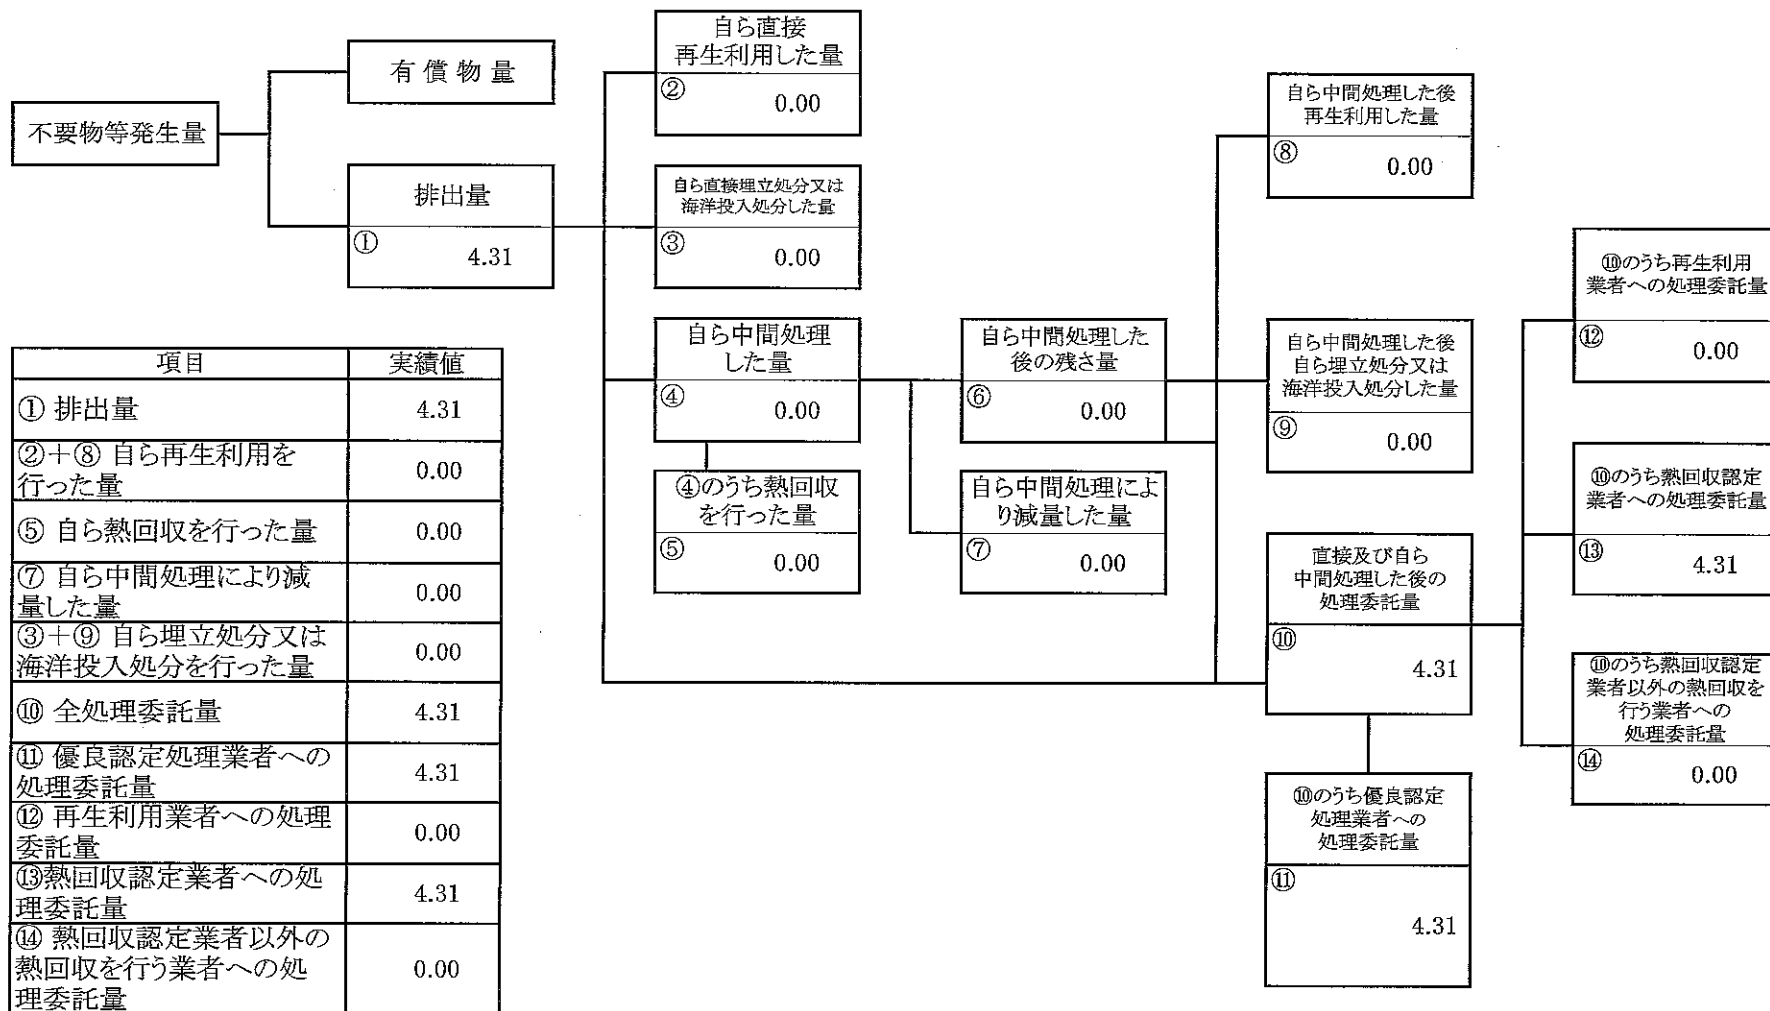 不要物等発生量
有償物量
排出量
①
4.31
自ら直接
再生利用した量
②
0.00
自ら直接埋立処分又は
海洋投入処分した量
③
0.00
自ら中間処理
した量
④
0.00
④のうち熱回収
を行った量
⑤
0.00
自ら中間処理した
後の残さ量
⑥
0.00
自ら中間処理によ
り減量した量
⑦
0.00
自ら中間処理した後
再生利用した量
⑧
0.00
自ら中間処理した後
自ら埋立処分又は
海洋投入処分した量
⑨
0.00
直接及び自ら
中間処理した後の
処理委託量
⑩
4.31
⑩のうち優良認定
処理業者への
処理委託量
⑪
4.31
⑩のうち再生利用
業者への処理委託量
⑫
0.00
⑩のうち熱回収認定
業者への処理委託量
⑬
4.31
⑩のうち熱回収認定
業者以外の熱回収を
行う業者への
処理委託量
⑭
0.00
項目 実績値
① 排出量 4.31
②+⑧ 自ら再生利用を
行った量 0.00
⑤ 自ら熱回収を行った量 0.00
⑦ 自ら中間処理により減
量した量 0.00
③+⑨ 自ら埋立処分又は
海洋投入処分を行った量 0.00
⑩ 全処理委託量 4.31
⑪ 優良認定処理業者への
処理委託量 4.31
⑫ 再生利用業者への処理
委託量 0.00
⑬熱回収認定業者への処
理委託量 4.31
⑭ 熱回収認定業者以外の
熱回収を行う業者への処
理委託量 0.00